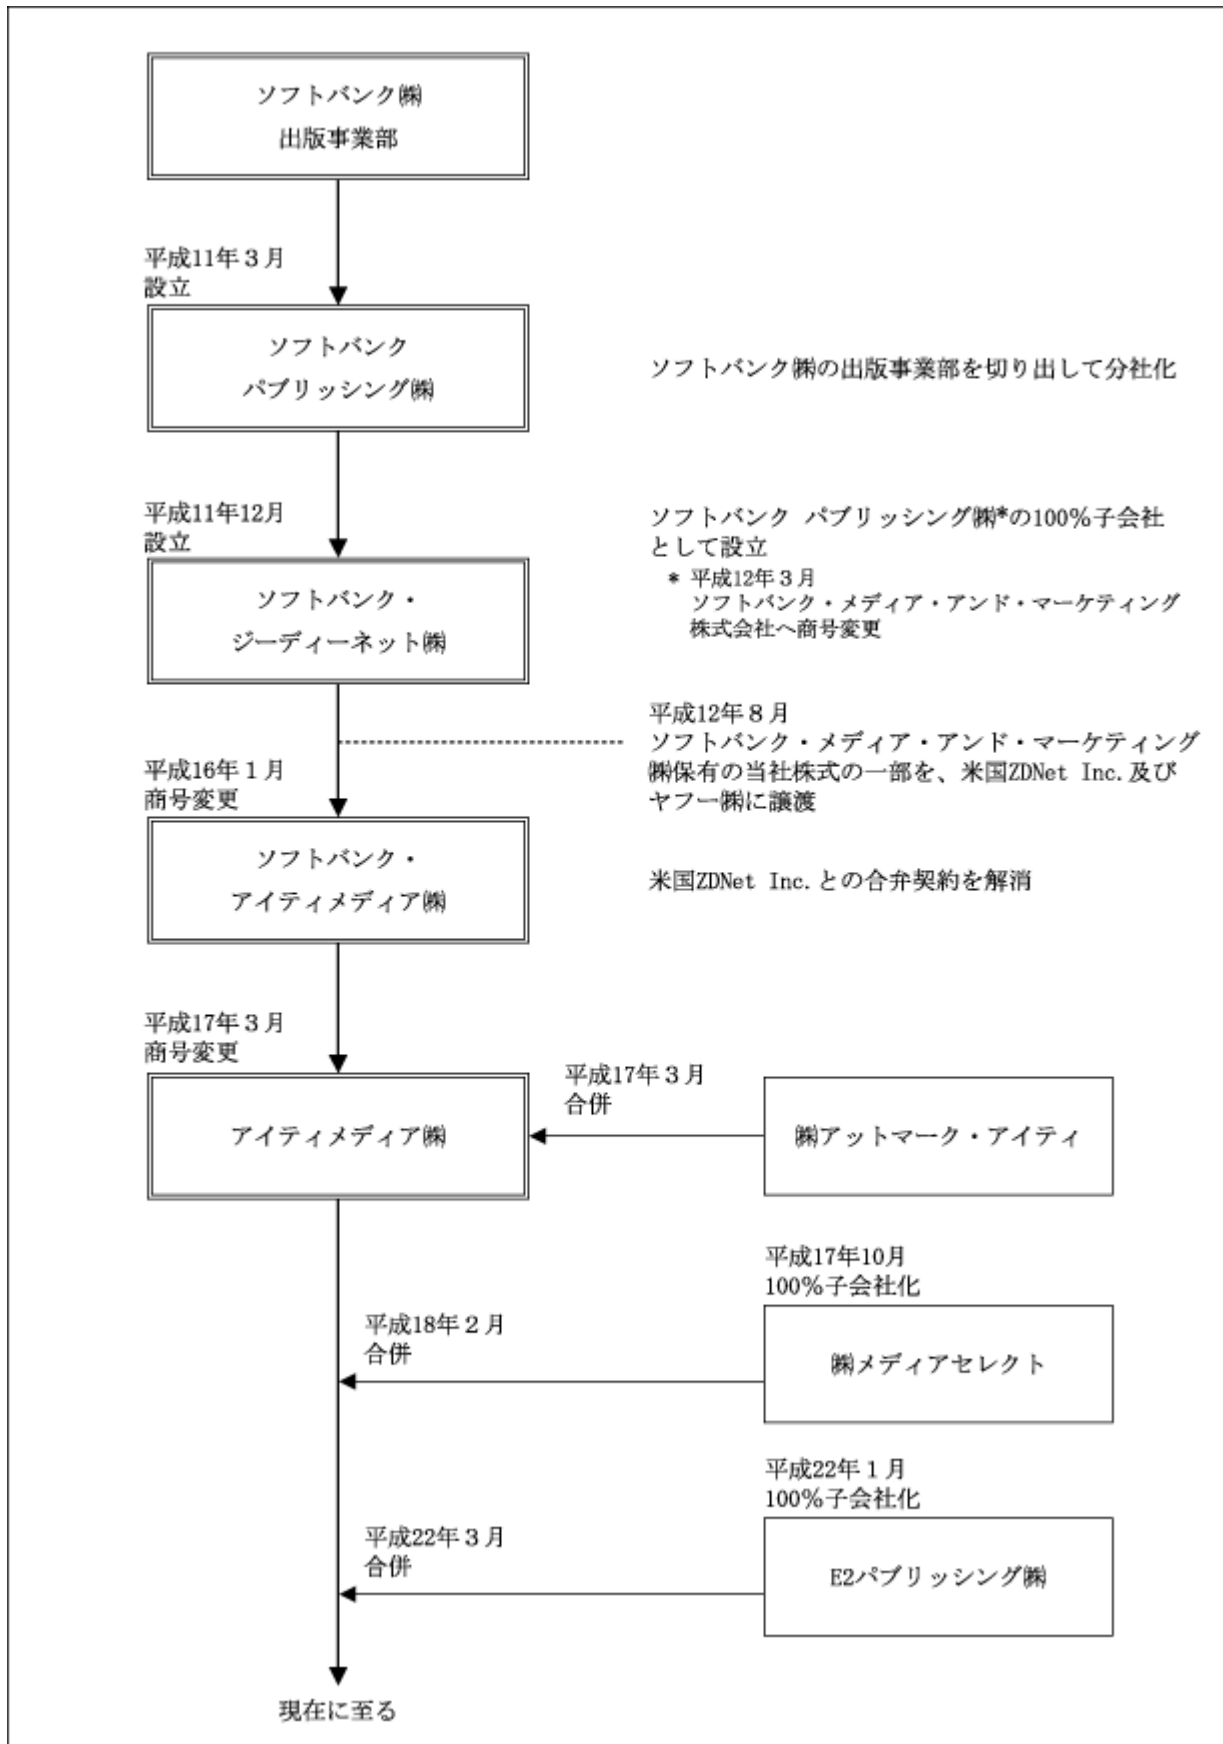 ソフトバンク㈱
出版事業部
平成11年３月
設立
ソフトバンク
パブリッシング㈱
ソフトバンク㈱の出版事業部を切り出して分社化
平成11年12月
設立
ソフトバンク パブリッシング㈱*の100％子会社
として設立
* 平成12年３月
ソフトバンク・メディア・アンド・マーケティング
株式会社へ商号変更
ソフトバンク・
ジーディーネット㈱
平成12年８月
ソフトバンク・メディア・アンド・マーケティング
㈱保有の当社株式の一部を、米国ZDNet Inc.及び
ヤフー㈱に譲渡
平成16年１月
商号変更
ソフトバンク・
アイティメディア㈱
米国ZDNet Inc.との合弁契約を解消
平成17年３月
商号変更
平成17年３月
合併
アイティメディア㈱
㈱アットマーク・アイティ
平成17年10月
100％子会社化
平成18年２月
合併
㈱メディアセレクト
平成22年１月
100％子会社化
平成22年３月
合併
E2パブリッシング㈱
現在に至る